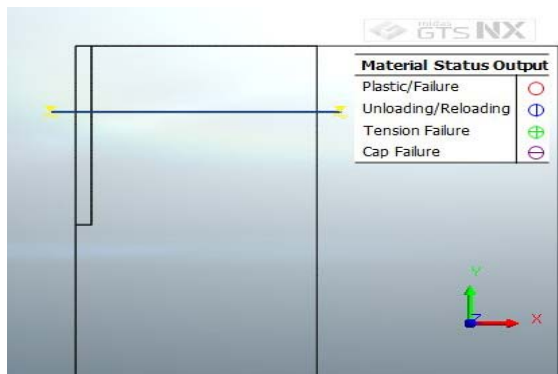 midas
GTS NX
Material Status Output
Plastic/Failure
Unloading/Reloading
Tension Failure
Cap Failure
Y
Z
X